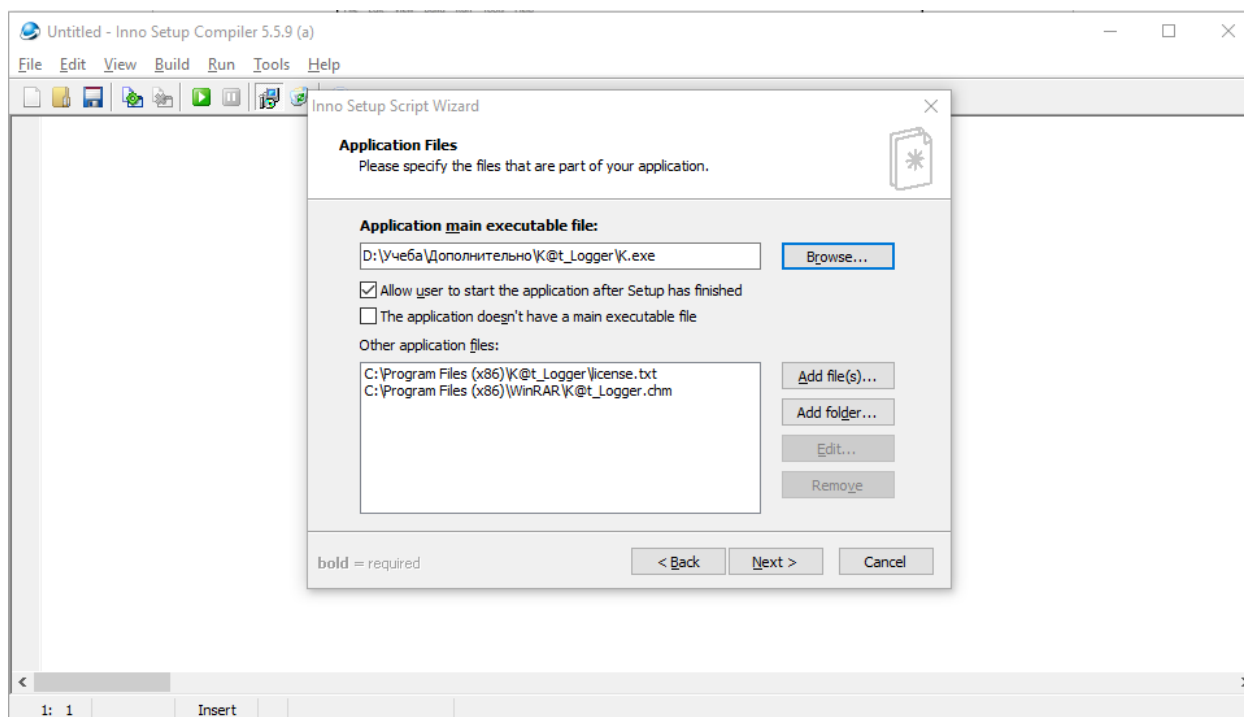 Untitled - Inno Setup Compiler 5.5.9 (a)
File Edit View Build Run Tools Help
Inno Setup Script Wizard
Application Files
Please specify the files that are part of your application.
Application main executable file:
D:\Учеба\Дополнительно\K@t_Logger\K.exe
Browse...
Allow user to start the application after Setup has finished
The application doesn't have a main executable file
Other application files:
C:\Program Files (x86)\K@t_Logger\license.txt
C:\Program Files (x86)\WinRAR\K@t_Logger.chm
Add file(s)...
Add folder...
Edit...
Remove
bold = required
< Back
Next >
Cancel
1: 1
Insert